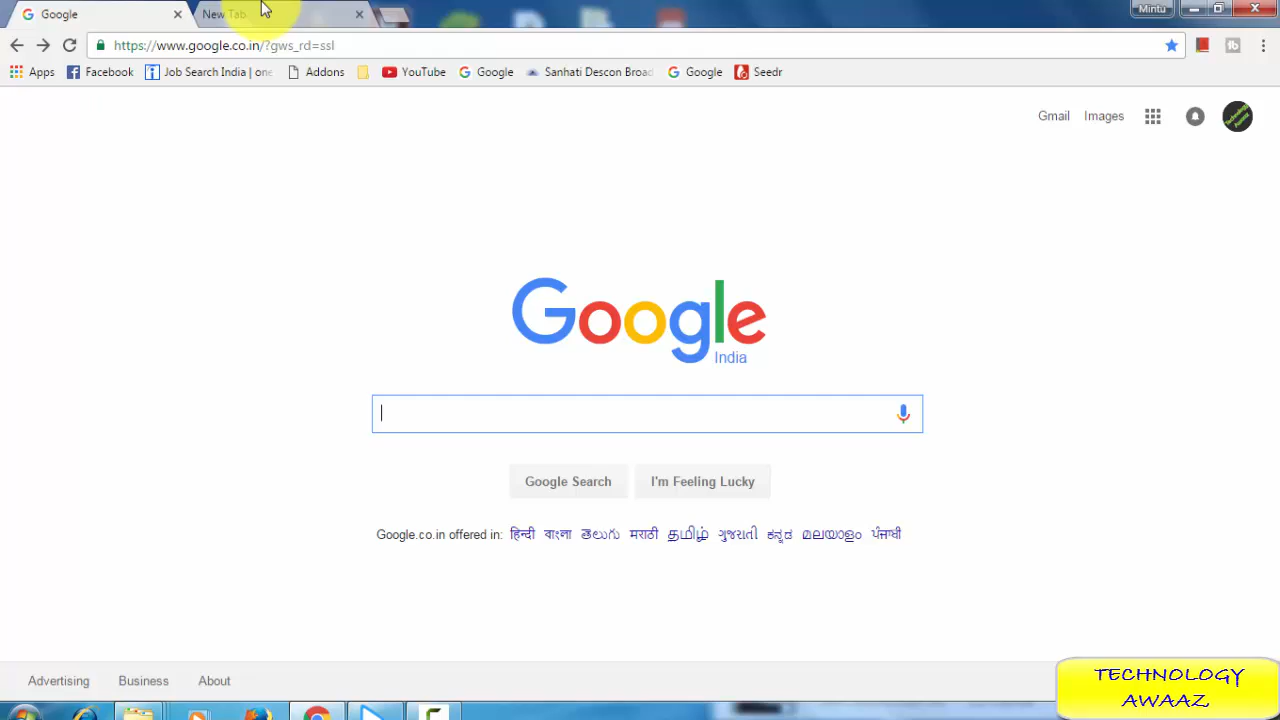 Google
New Tab
Mintu
https://www.google.co.in/?gws_rd=ssl
Apps
Facebook
Job Search India | one
Addons
YouTube
Google
Sanhati Descon Broad
Google
Seedr
Gmail
Images
Google
India
Google Search
I'm Feeling Lucky
Google.co.in offered in: हिन्दी বাংলা తెలుగు मराठी தமிழ் ગુજરાતી ಕನ್ನಡ മലയാളം ਪੰਜਾਬੀ
Advertising
Business
About
TECHNOLOGY
AWAAZ